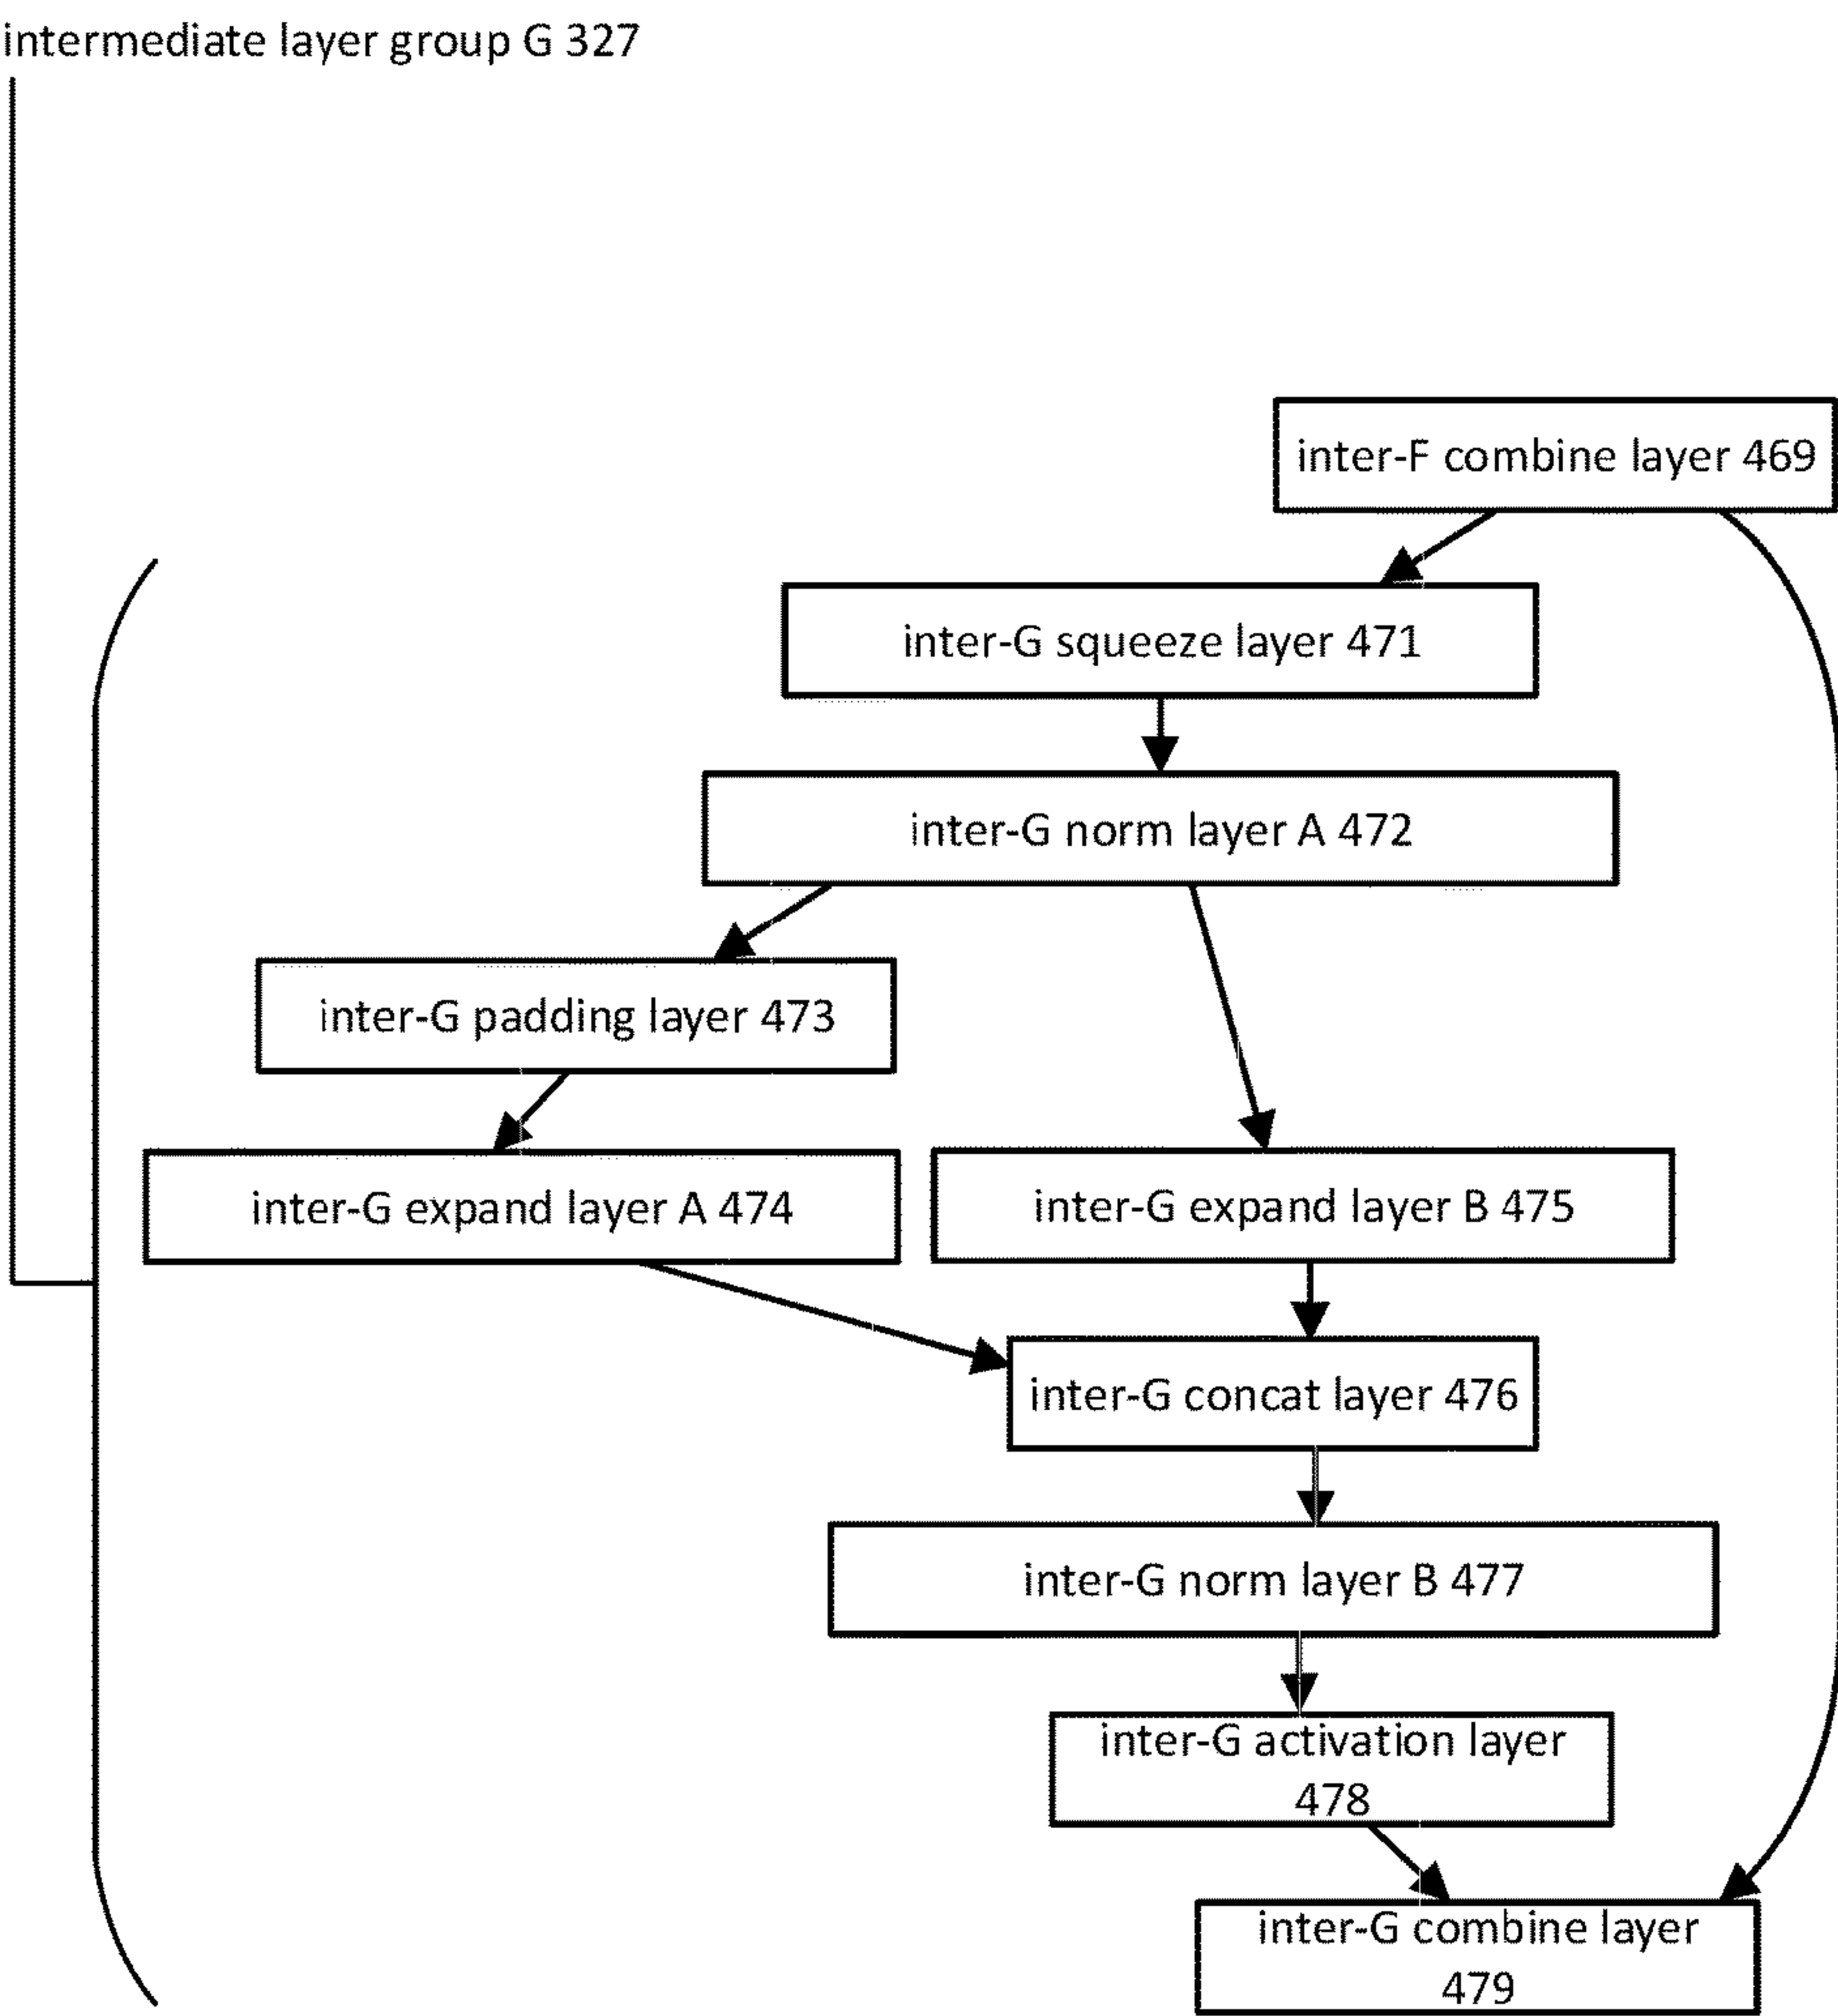 intermediate layer group G 327
inter-F combine layer 469
inter-G squeeze layer 471
inter-G norm layer A 472
inter-G padding layer 473
inter-G expand layer A 474
inter-G expand layer B 475
inter-G concat layer 476
inter-G norm layer B 477
inter-G activation layer
478
inter-G combine layer
479